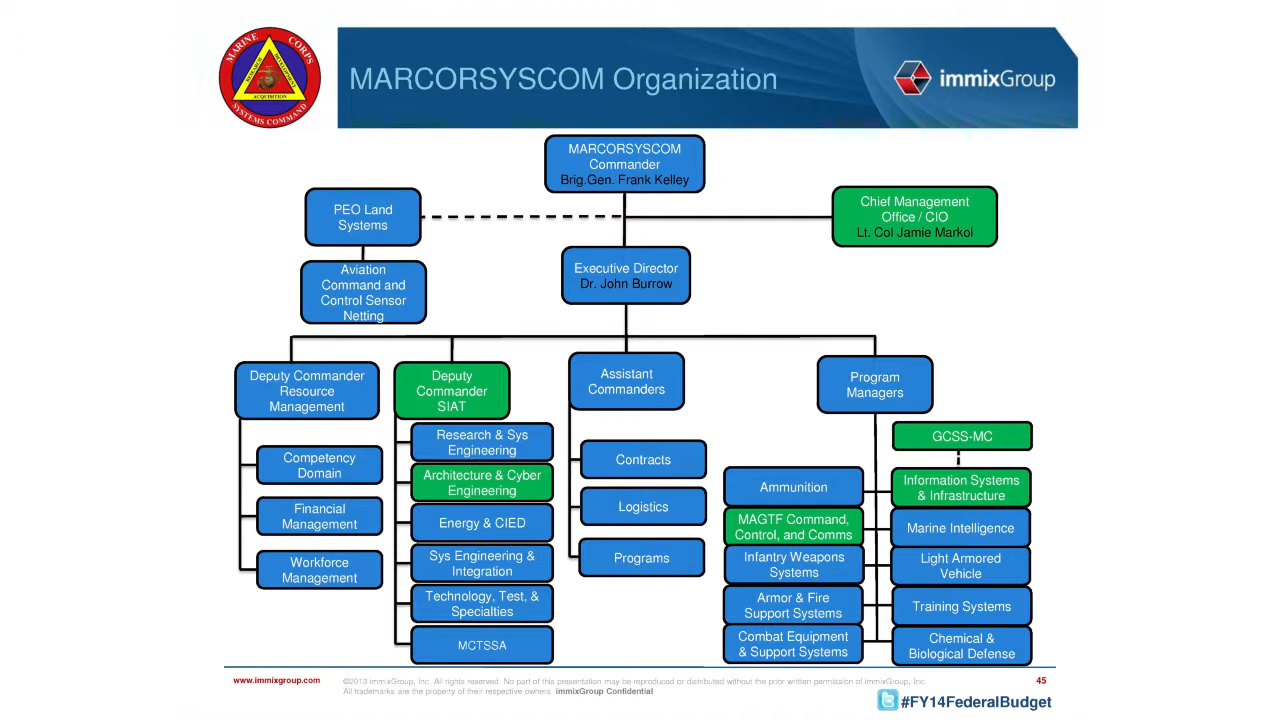 MARINE CORPS
RESEARCH
DEVELOPMENT
ACQUISITION
SYSTEMS COMMAND
MARCORSYSCOM Organization
immixGroup
MARCORSYSCOM
Commander
Brig.Gen. Frank Kelley
PEO Land
Systems
Chief Management
Office / CIO
Lt. Col Jamie Markol
Aviation
Command and
Control Sensor
Netting
Executive Director
Dr. John Burrow
Deputy Commander
Resource
Management
Deputy
Commander
SIAT
Assistant
Commanders
Program
Managers
Competency
Domain
Financial
Management
Workforce
Management
Research & Sys
Engineering
Architecture & Cyber
Engineering
Energy & CIED
Sys Engineering &
Integration
Technology, Test, &
Specialties
MCTSSA
Contracts
Logistics
Programs
GCSS-MC
Ammunition
Information Systems
& Infrastructure
MAGTF Command,
Control, and Comms
Marine Intelligence
Infantry Weapons
Systems
Light Armored
Vehicle
Armor & Fire
Support Systems
Training Systems
Combat Equipment
& Support Systems
Chemical &
Biological Defense
www.immixgroup.com
©2013 immixGroup, Inc. All rights reserved. No part of this presentation may be reproduced or distributed without the prior written permission of immixGroup, Inc.
All trademarks are the property of their respective owners. immixGroup Confidential
45
#FY14FederalBudget